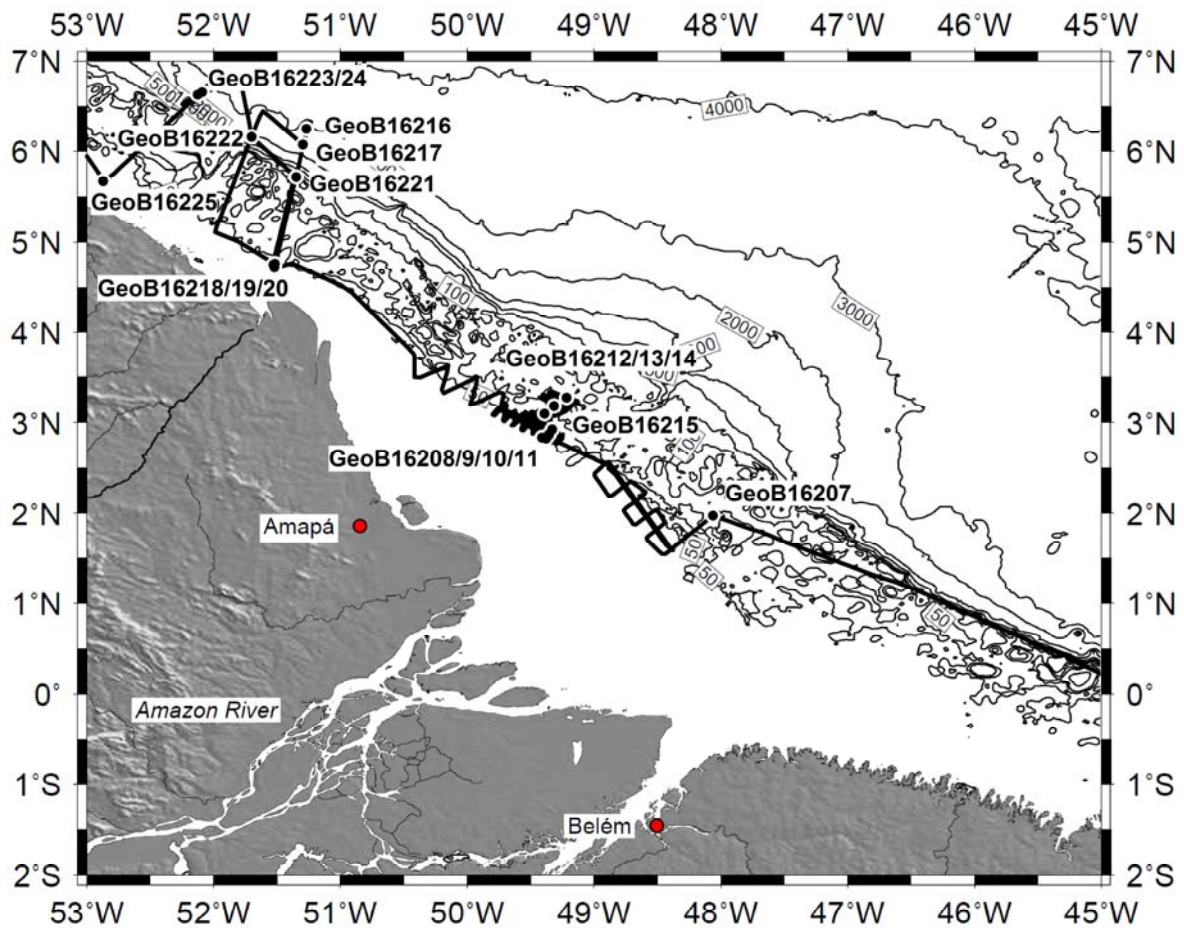 53°W 52°W 51°W 50°W 49°W 48°W 47°W 46°W 45°W
7°N 7°N
GeoB16223/24
500
4000
GeoB16216
GeoB16222
6°N 6°N
GeoB16217
GeoB16221
GeoB16225
5°N 5°N
GeoB16218/19/20
100
3000
2000
4°N 4°N
GeoB16212/13/14
3°N 3°N
GeoB16215
100
GeoB16208/9/10/11
GeoB16207
2°N 2°N
Amapá
50
50
1°N 1°N
50
0° 0°
Amazon River
1°S 1°S
Belém
2°S 2°S
53°W 52°W 51°W 50°W 49°W 48°W 47°W 46°W 45°W